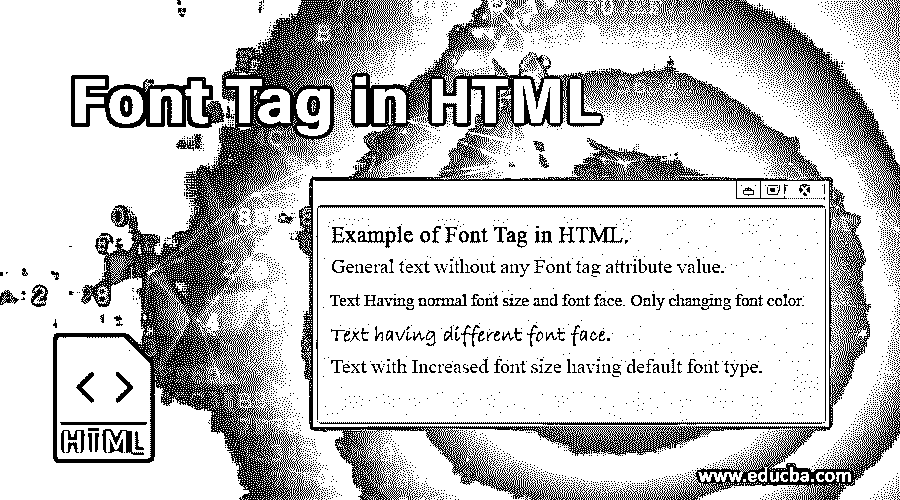 Font Tag in HTML
Example of Font Tag in HTML.
General text without any Font tag attribute value.
Text Having normal font size and font face. Only changing font color.
Text having different font face.
Text with Increased font size having default font type.
HTML
www.educba.com